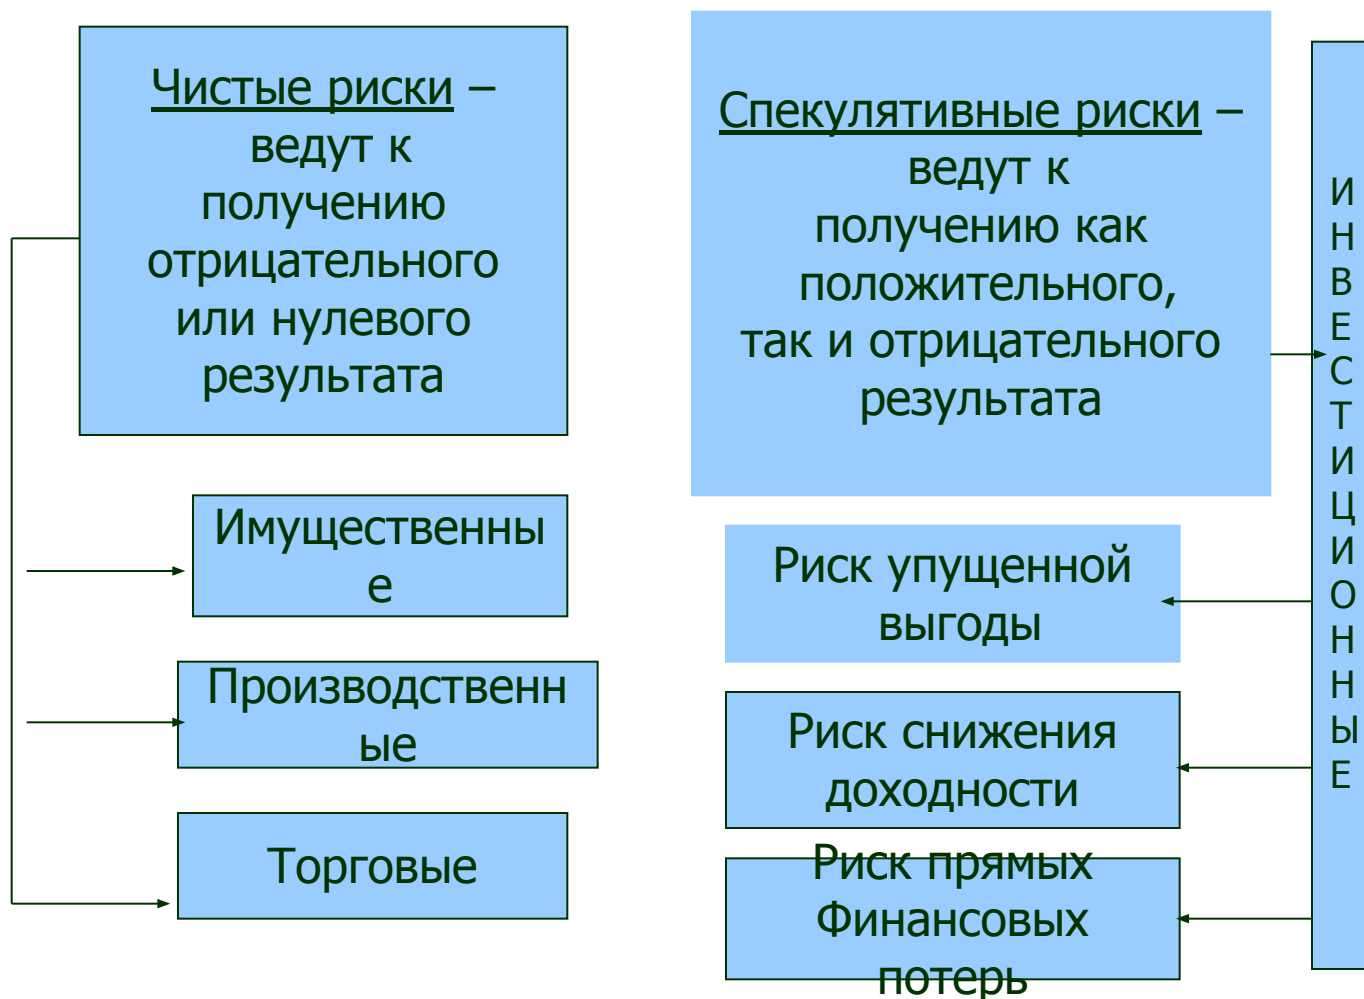 Чистые риски –
ведут к
получению
отрицательного
или нулевого
результата
Имущественны
е
Производственн
ые
Торговые
Спекулятивные риски –
ведут к
получению как
положительного,
так и отрицательного
результата
Риск упущенной
выгоды
Риск снижения
доходности
Риск прямых
Финансовых
потерь
И
Н
В
Е
С
Т
И
Ц
И
О
Н
Н
Ы
Е